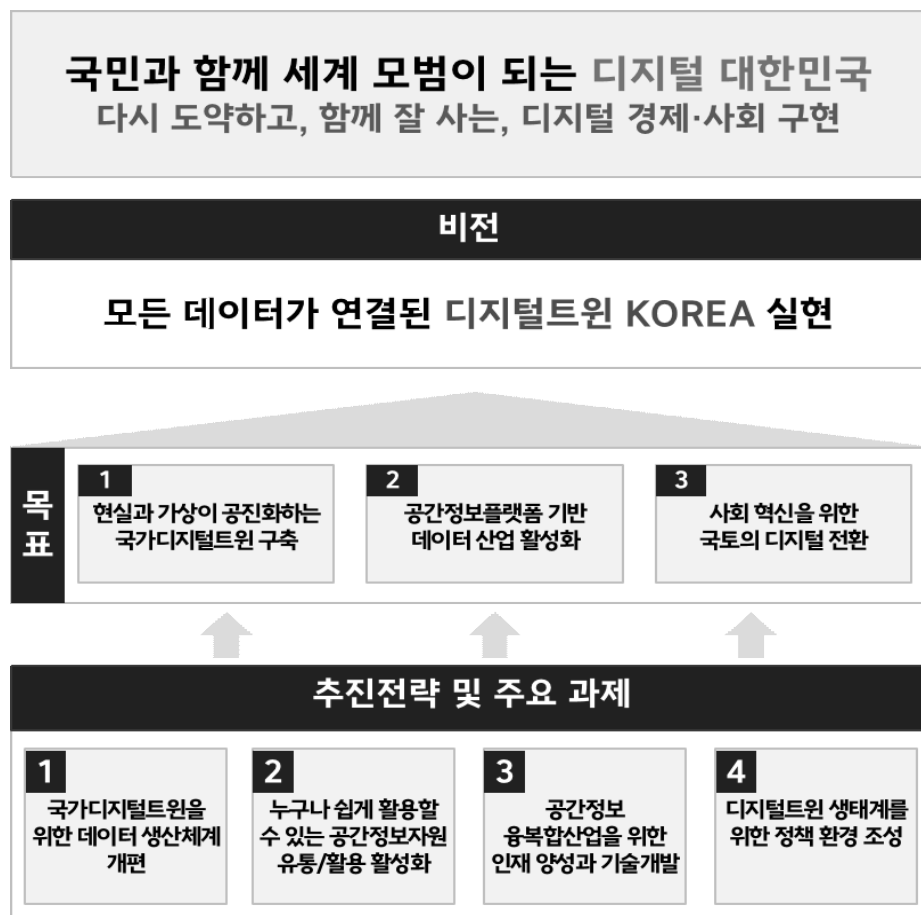 국민과 함께 세계 모범이 되는 디지털 대한민국
다시 도약하고, 함께 잘 사는, 디지털 경제·사회 구현
비전
모든 데이터가 연결된 디지털트윈 KOREA 실현
목
표
1
현실과 가상이 공진화하는
국가디지털트윈 구축
2
공간정보플랫폼 기반
데이터 산업 활성화
3
사회 혁신을 위한
국토의 디지털 전환
추진전략 및 주요 과제
1
국가디지털트윈을
위한 데이터 생산체계
개편
2
누구나 쉽게 활용할
수 있는 공간정보자원
유통/활용 활성화
3
공간정보
융복합산업을 위한
인재 양성과 기술개발
4
디지털트윈 생태계를
위한 정책 환경 조성